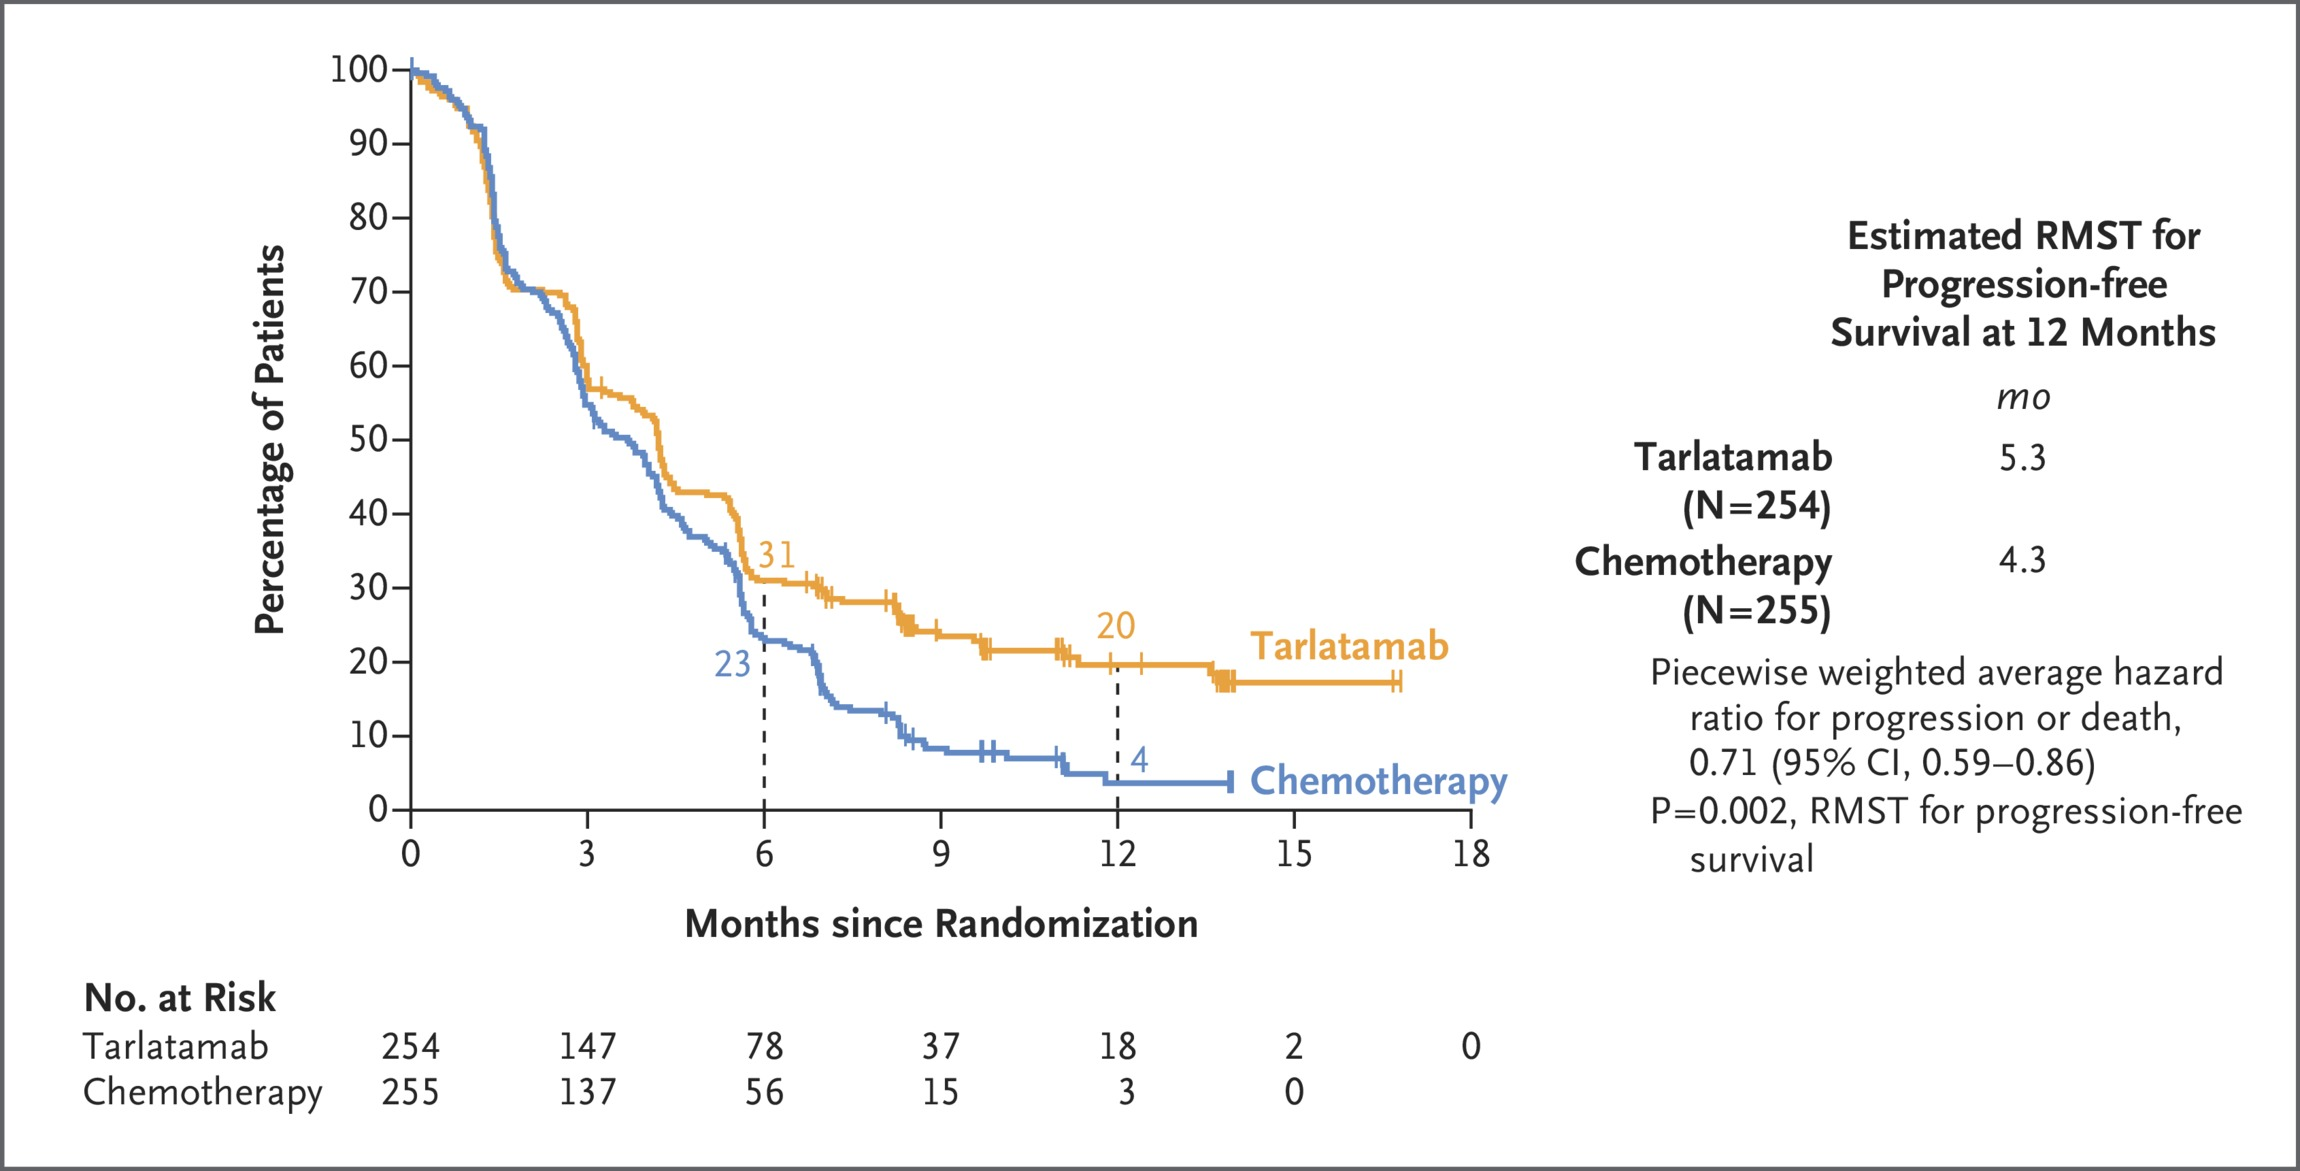 100
90
80
70
60
50
40
30
20
10
0
Percentage of Patients
31
23
20
4
Tarlatamab
Chemotherapy
0 3 6 9 12 15 18
Months since Randomization
Estimated RMST for
Progression-free
Survival at 12 Months
mo
Tarlatamab 5.3
(N=254)
Chemotherapy 4.3
(N=255)
Piecewise weighted average hazard
ratio for progression or death,
0.71 (95% CI, 0.59–0.86)
P=0.002, RMST for progression-free
survival
No. at Risk
Tarlatamab 254 147 78 37 18 2 0
Chemotherapy 255 137 56 15 3 0